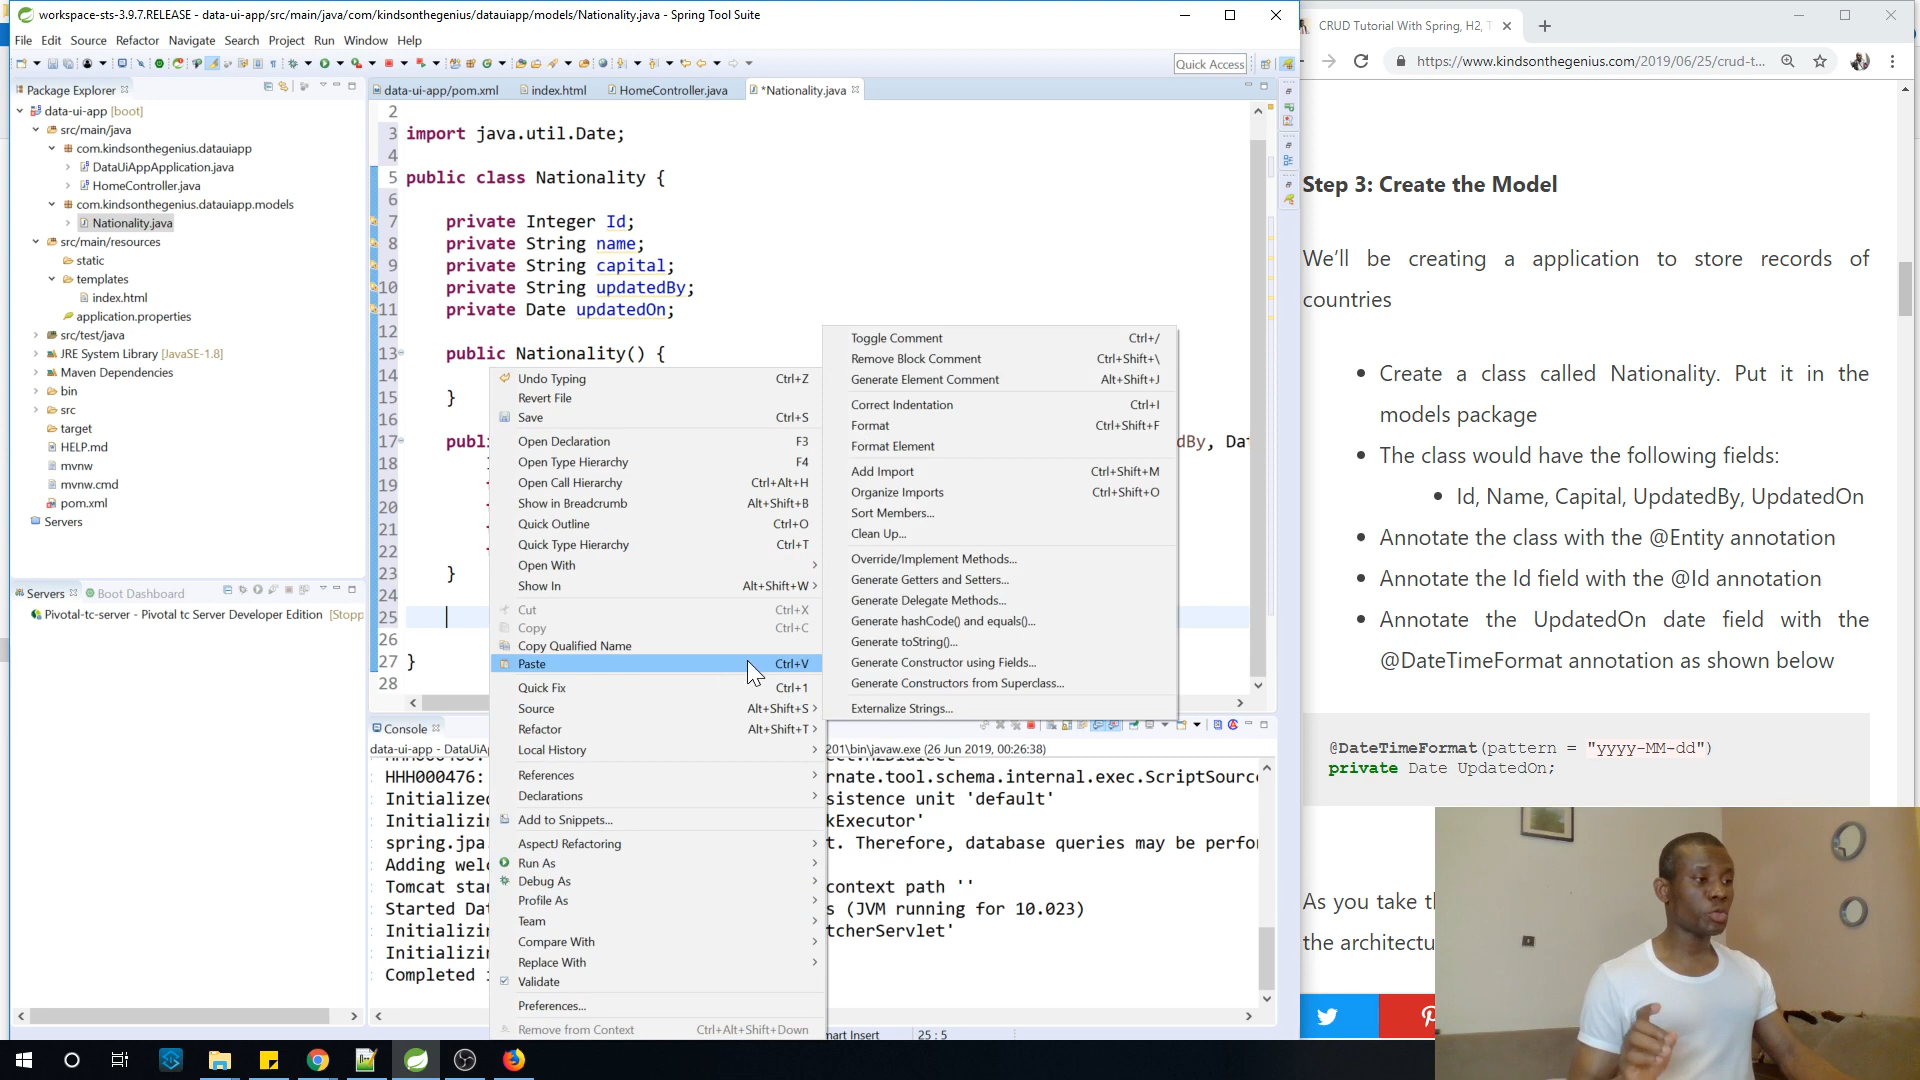 workspace-sts-3.9.7.RELEASE - data-ui-app/src/main/java/com/kindsonthegenius/datauiapp/models/Nationality.java - Spring Tool Suite
File Edit Source Refactor Navigate Search Project Run Window Help
Quick Access
Package Explorer
data-ui-app [boot]
src/main/java
com.kindsonthegenius.datauiapp
DataUiAppApplication.java
HomeController.java
com.kindsonthegenius.datauiapp.models
Nationality.java
src/main/resources
static
templates
index.html
application.properties
src/test/java
JRE System Library [JavaSE-1.8]
Maven Dependencies
bin
src
target
HELP.md
mvnw
mvnw.cmd
pom.xml
Servers
Servers Boot Dashboard
Pivotal-tc-server - Pivotal tc Server Developer Edition [Stopp
data-ui-app/pom.xml index.html HomeController.java *Nationality.java
2
3 import java.util.Date;
4
5 public class Nationality {
6
7 private Integer Id;
8 private String name;
9 private String capital;
10 private String updatedBy;
11 private Date updatedOn;
12
13 public Nationality() {
14
15 }
16
17 publi dBy, Dat
18
19
20
21
22
23 }
24
25
26
27 }
28
Undo Typing Ctrl+Z
Revert File
Save Ctrl+S
Open Declaration F3
Open Type Hierarchy F4
Open Call Hierarchy Ctrl+Alt+H
Show in Breadcrumb Alt+Shift+B
Quick Outline Ctrl+O
Quick Type Hierarchy Ctrl+T
Open With
Show In Alt+Shift+W
Cut Ctrl+X
Copy Ctrl+C
Copy Qualified Name
Paste Ctrl+V
Quick Fix Ctrl+1
Source Alt+Shift+S
Refactor Alt+Shift+T
Local History
References
Declarations
Add to Snippets...
AspectJ Refactoring
Run As
Debug As
Profile As
Team
Compare With
Replace With
Validate
Preferences...
Remove from Context Ctrl+Alt+Shift+Down
Toggle Comment Ctrl+/
Remove Block Comment Ctrl+Shift+\
Generate Element Comment Alt+Shift+J
Correct Indentation Ctrl+I
Format Ctrl+Shift+F
Format Element
Add Import Ctrl+Shift+M
Organize Imports Ctrl+Shift+O
Sort Members...
Clean Up...
Override/Implement Methods...
Generate Getters and Setters...
Generate Delegate Methods...
Generate hashCode() and equals()...
Generate toString()...
Generate Constructor using Fields...
Generate Constructors from Superclass...
Externalize Strings...
Console
data-ui-app - DataUiAp 201\bin\javaw.exe (26 Jun 2019, 00:26:38)
HHH000476: ernate.tool.schema.internal.exec.ScriptSource
Initialized sistence unit 'default'
Initializin kExecutor'
spring.jpa. t. Therefore, database queries may be perfor
Adding welc
Tomcat star context path ''
Started Dat s (JVM running for 10.023)
Initializin tcherServlet'
Initializin
Completed i
mart Insert 25 : 5
CRUD Tutorial With Spring, H2, T
https://www.kindsonthegenius.com/2019/06/25/crud-t...
Step 3: Create the Model
We'll be creating a application to store records of
countries
• Create a class called Nationality. Put it in the
models package
• The class would have the following fields:
• Id, Name, Capital, UpdatedBy, UpdatedOn
• Annotate the class with the @Entity annotation
• Annotate the Id field with the @Id annotation
• Annotate the UpdatedOn date field with the
@DateTimeFormat annotation as shown below
@DateTimeFormat(pattern = "yyyy-MM-dd")
private Date UpdatedOn;
As you take th
the architectu